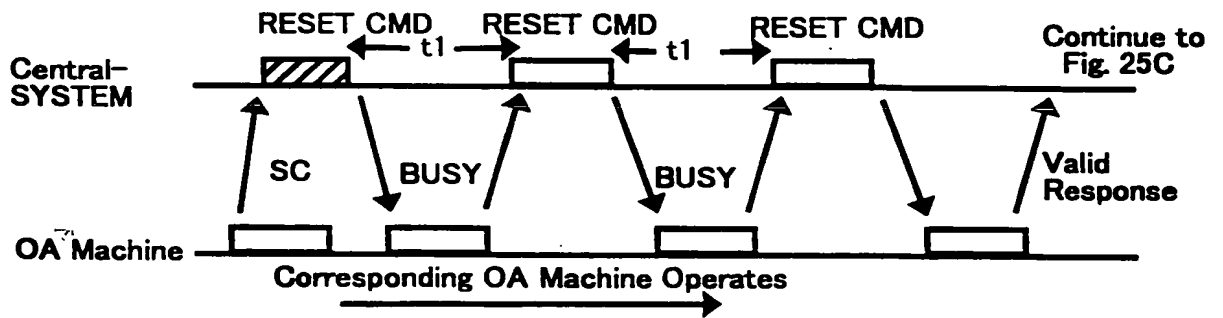 RESET CMD RESET CMD RESET CMD
t1 t1
Continue to
Fig. 25C
Central-
SYSTEM
SC BUSY BUSY Valid
Response
OA Machine
Corresponding OA Machine Operates